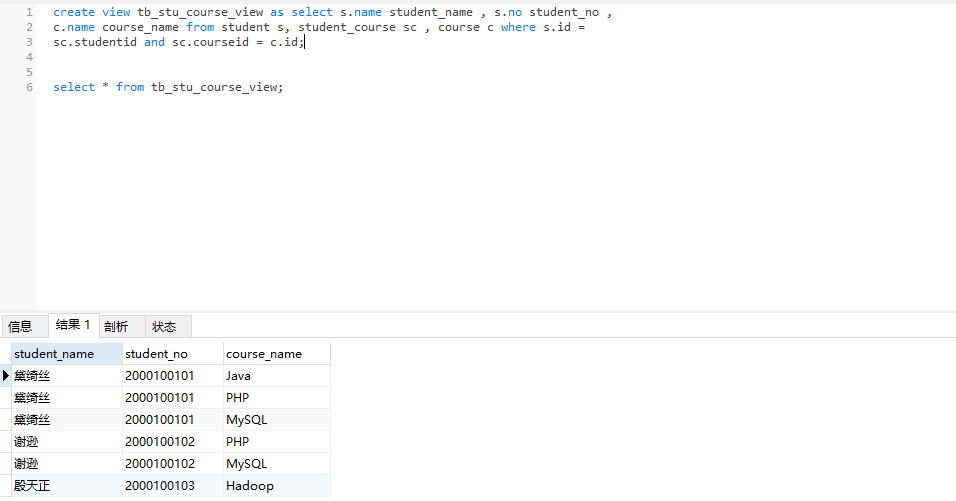 1 create view tb_stu_course_view as select s.name student_name , s.no student_no ,
2 c.name course_name from student s, student_course sc , course c where s.id =
3 sc.studentid and sc.courseid = c.id;
4
5
6 select * from tb_stu_course_view;
信息 结果 1 剖析 状态
student_name student_no course_name
黛绮丝 2000100101 Java
黛绮丝 2000100101 PHP
黛绮丝 2000100101 MySQL
谢逊 2000100102 PHP
谢逊 2000100102 MySQL
殷天正 2000100103 Hadoop